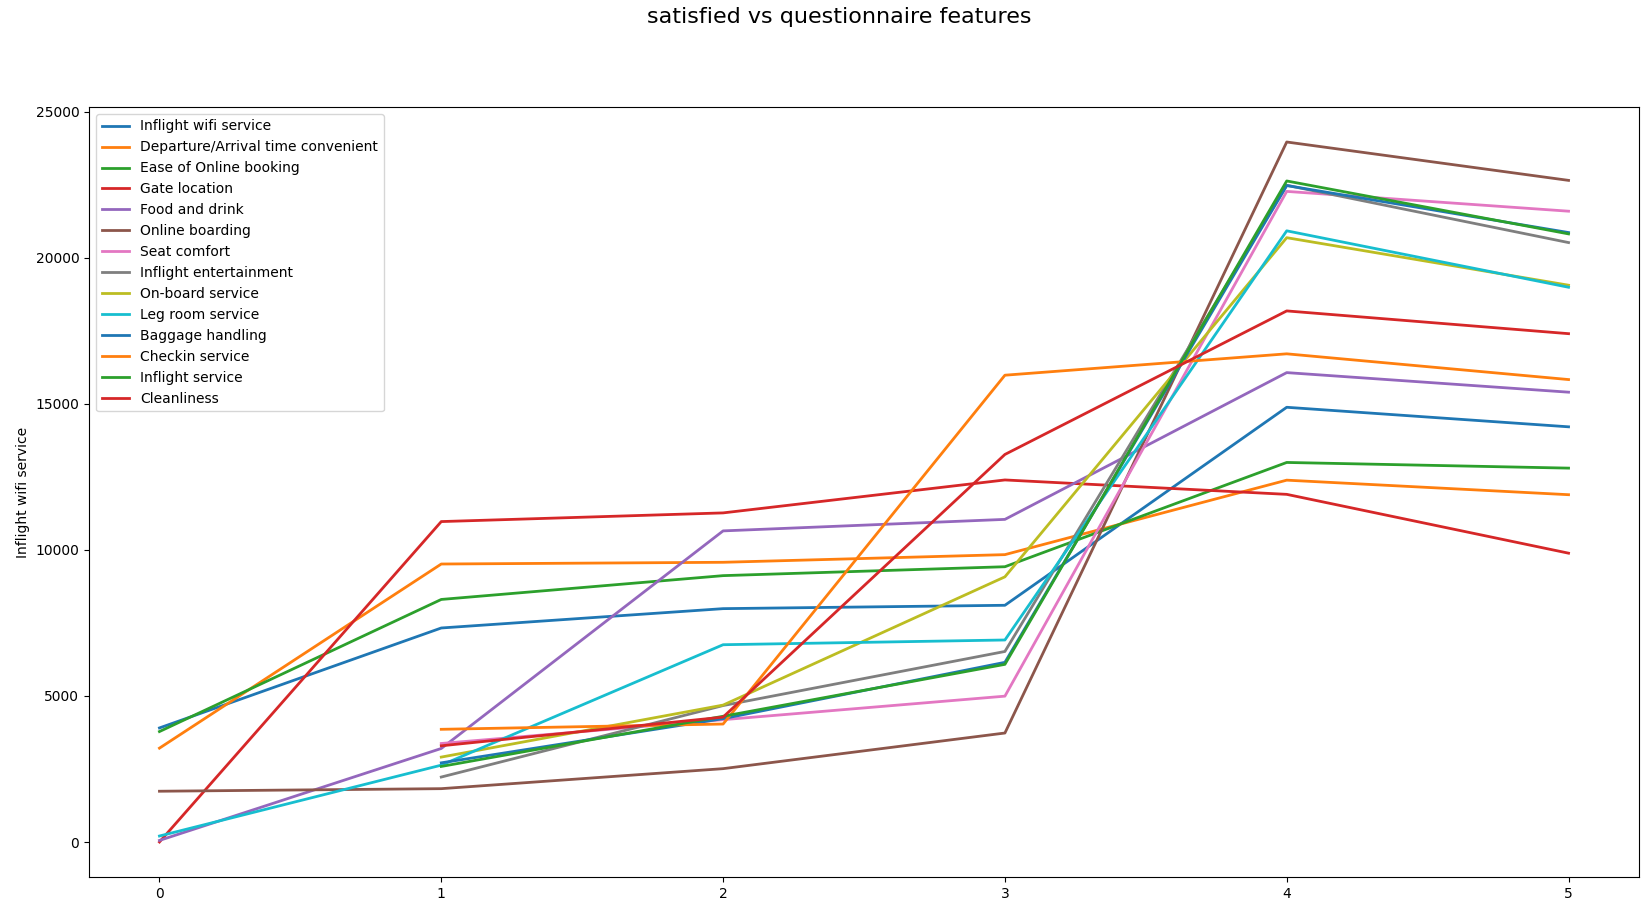 satisfied vs questionnaire features
25000
20000
15000
10000
5000
0
Inflight wifi service
Inflight wifi service
Departure/Arrival time convenient
Ease of Online booking
Gate location
Food and drink
Online boarding
Seat comfort
Inflight entertainment
On-board service
Leg room service
Baggage handling
Checkin service
Inflight service
Cleanliness
0 1 2 3 4 5